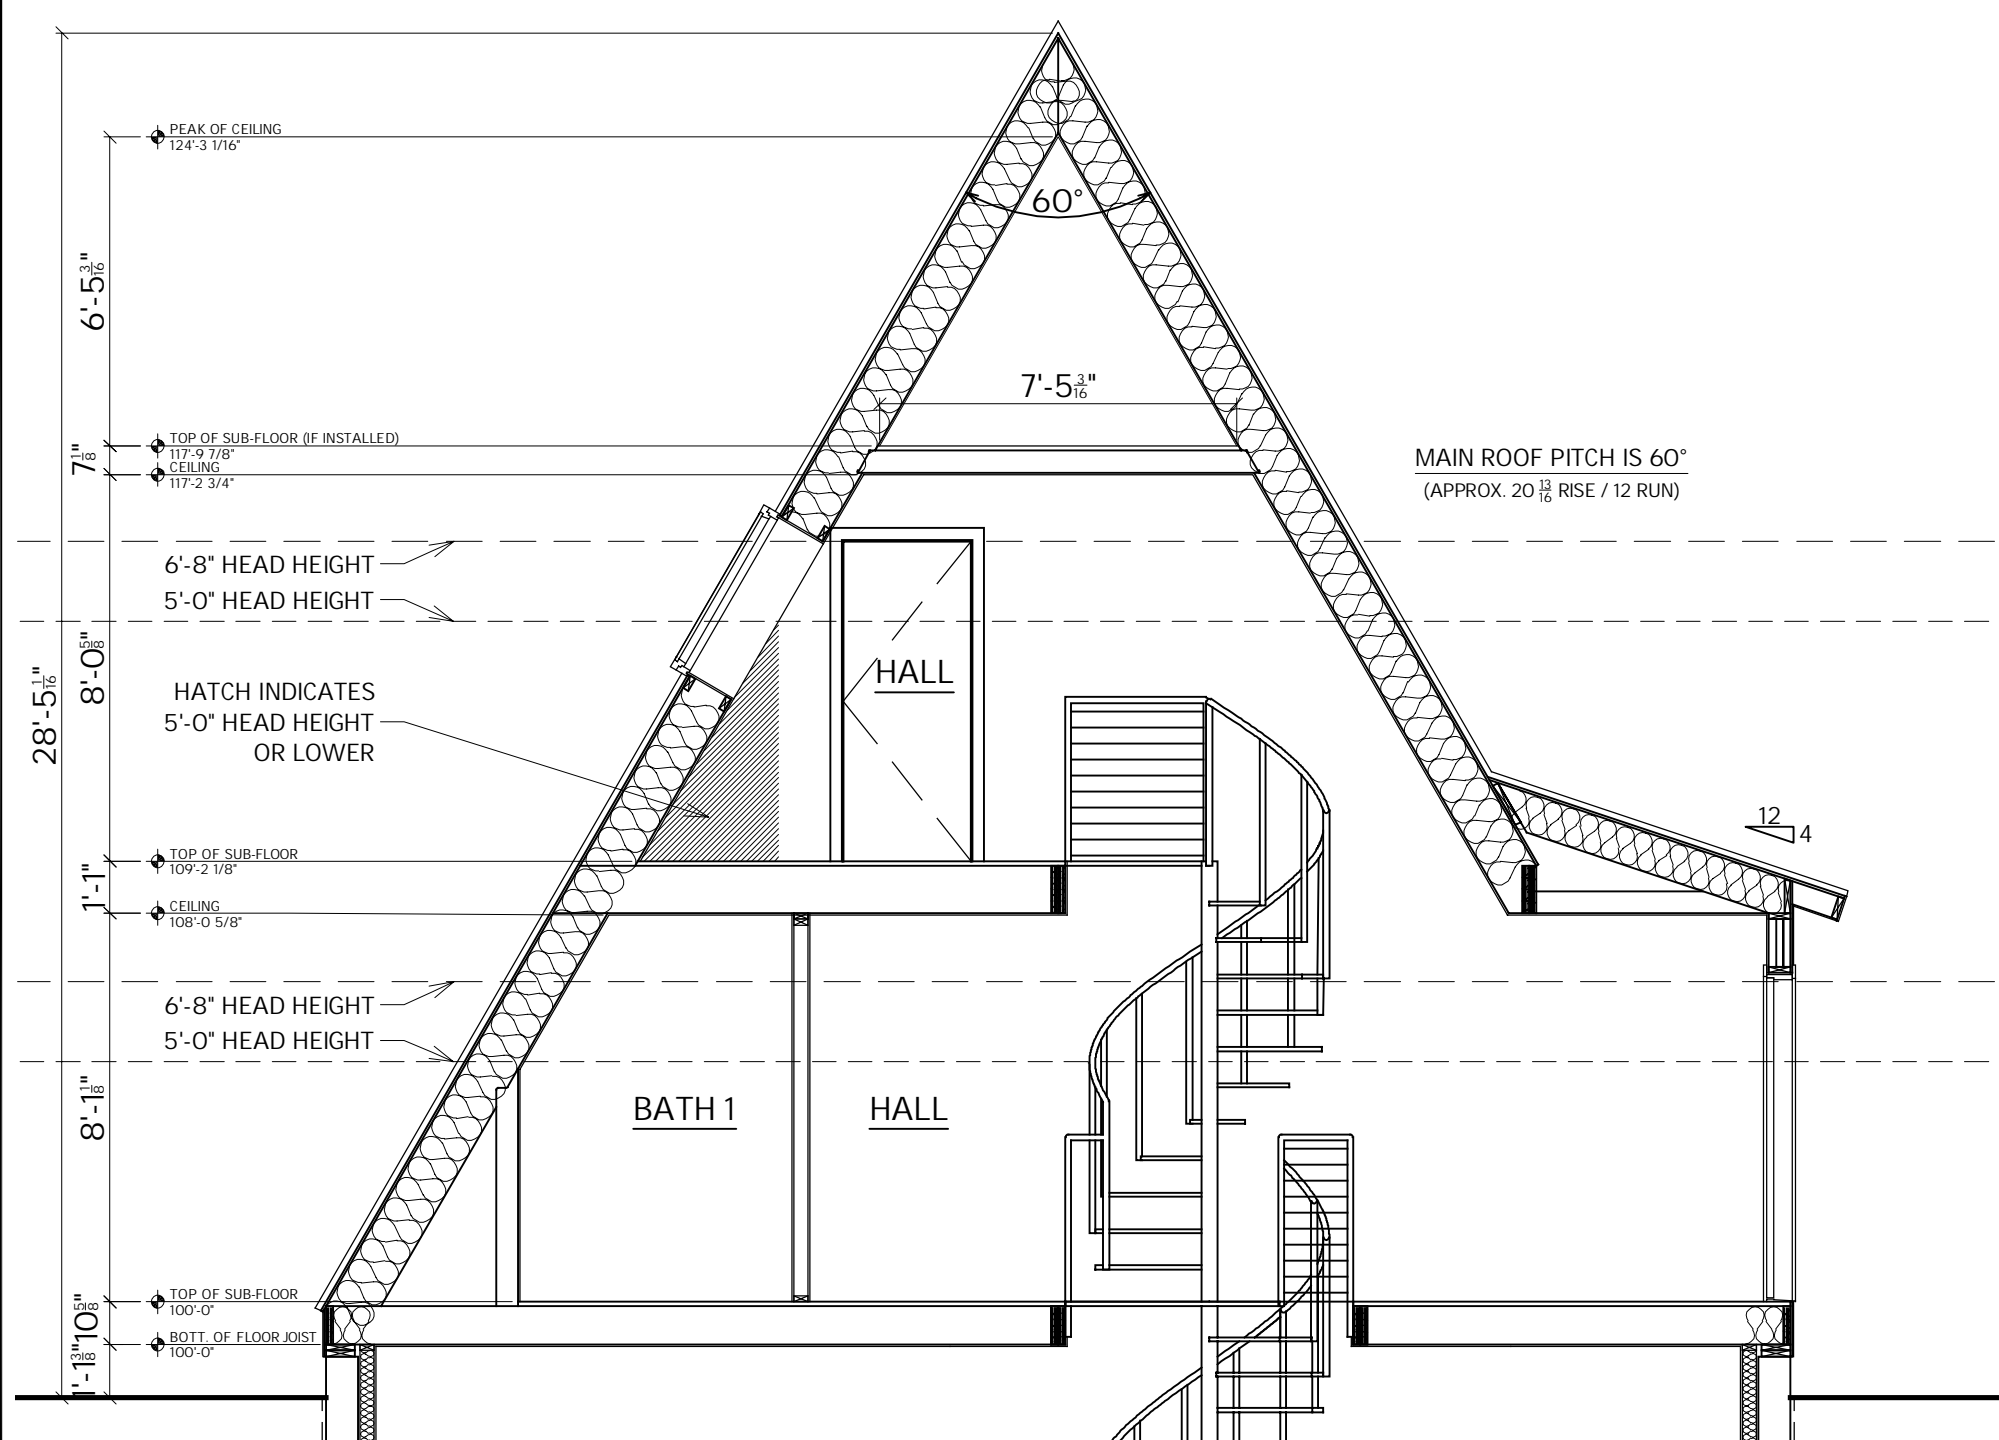 PEAK OF CEILING
124'-3 1/16"
60°
6'-5 3/16"
7'-5 3/16"
TOP OF SUB-FLOOR (IF INSTALLED)
117'-9 7/8"
7 1/8"
CEILING
117'-2 3/4"
MAIN ROOF PITCH IS 60°
(APPROX. 20 13/16 RISE / 12 RUN)
6'-8" HEAD HEIGHT
5'-0" HEAD HEIGHT
8'-0 5/8"
28'-5 1/16"
HATCH INDICATES
5'-0" HEAD HEIGHT
OR LOWER
HALL
12
4
TOP OF SUB-FLOOR
109'-2 1/8"
1'-1"
CEILING
108'-0 5/8"
6'-8" HEAD HEIGHT
5'-0" HEAD HEIGHT
8'-1 1/8"
BATH 1
HALL
TOP OF SUB-FLOOR
100'-0"
10 5/8"
BOTT. OF FLOOR JOIST
100'-0"
1'-1 3/8"